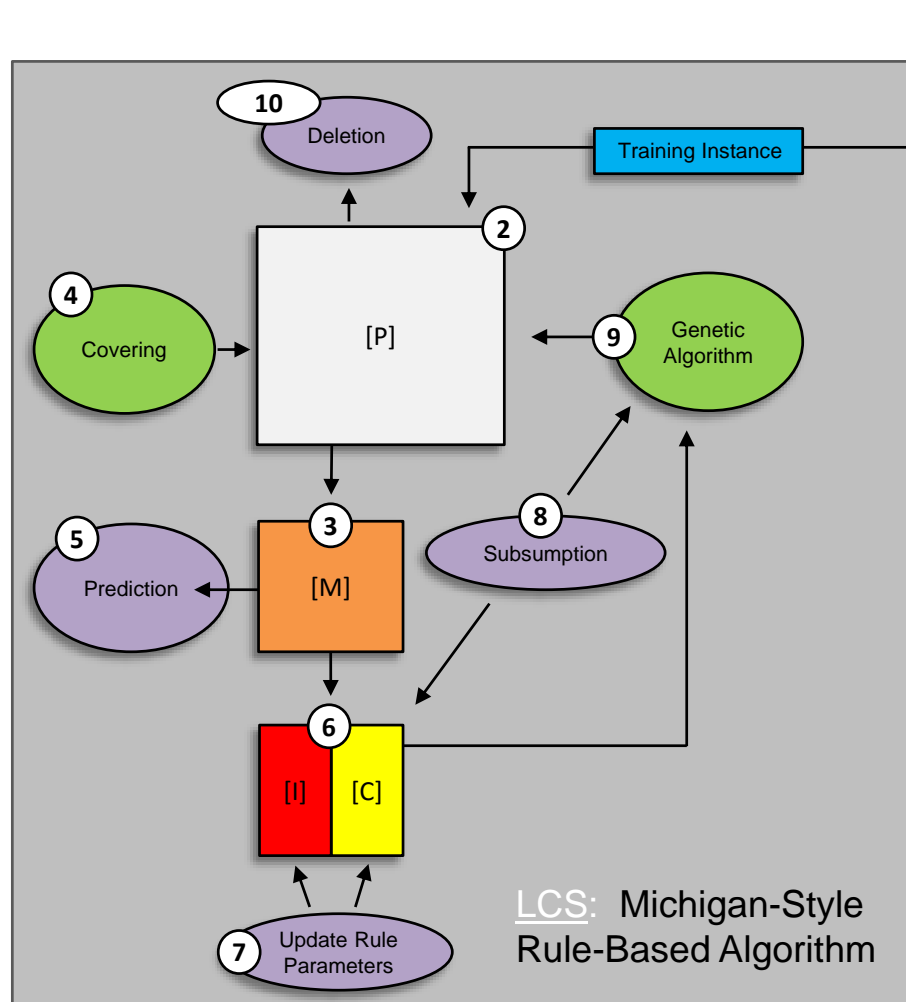 10
Deletion
Training Instance
2
4
Covering
[P]
9
Genetic
Algorithm
5
Prediction
3
[M]
8
Subsumption
6
[I]
[C]
7
Update Rule
Parameters
LCS: Michigan-Style
Rule-Based Algorithm